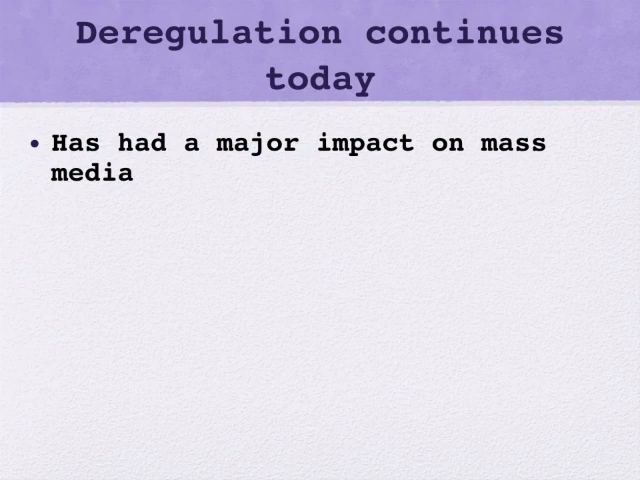 Deregulation continues
today
• Has had a major impact on mass
media